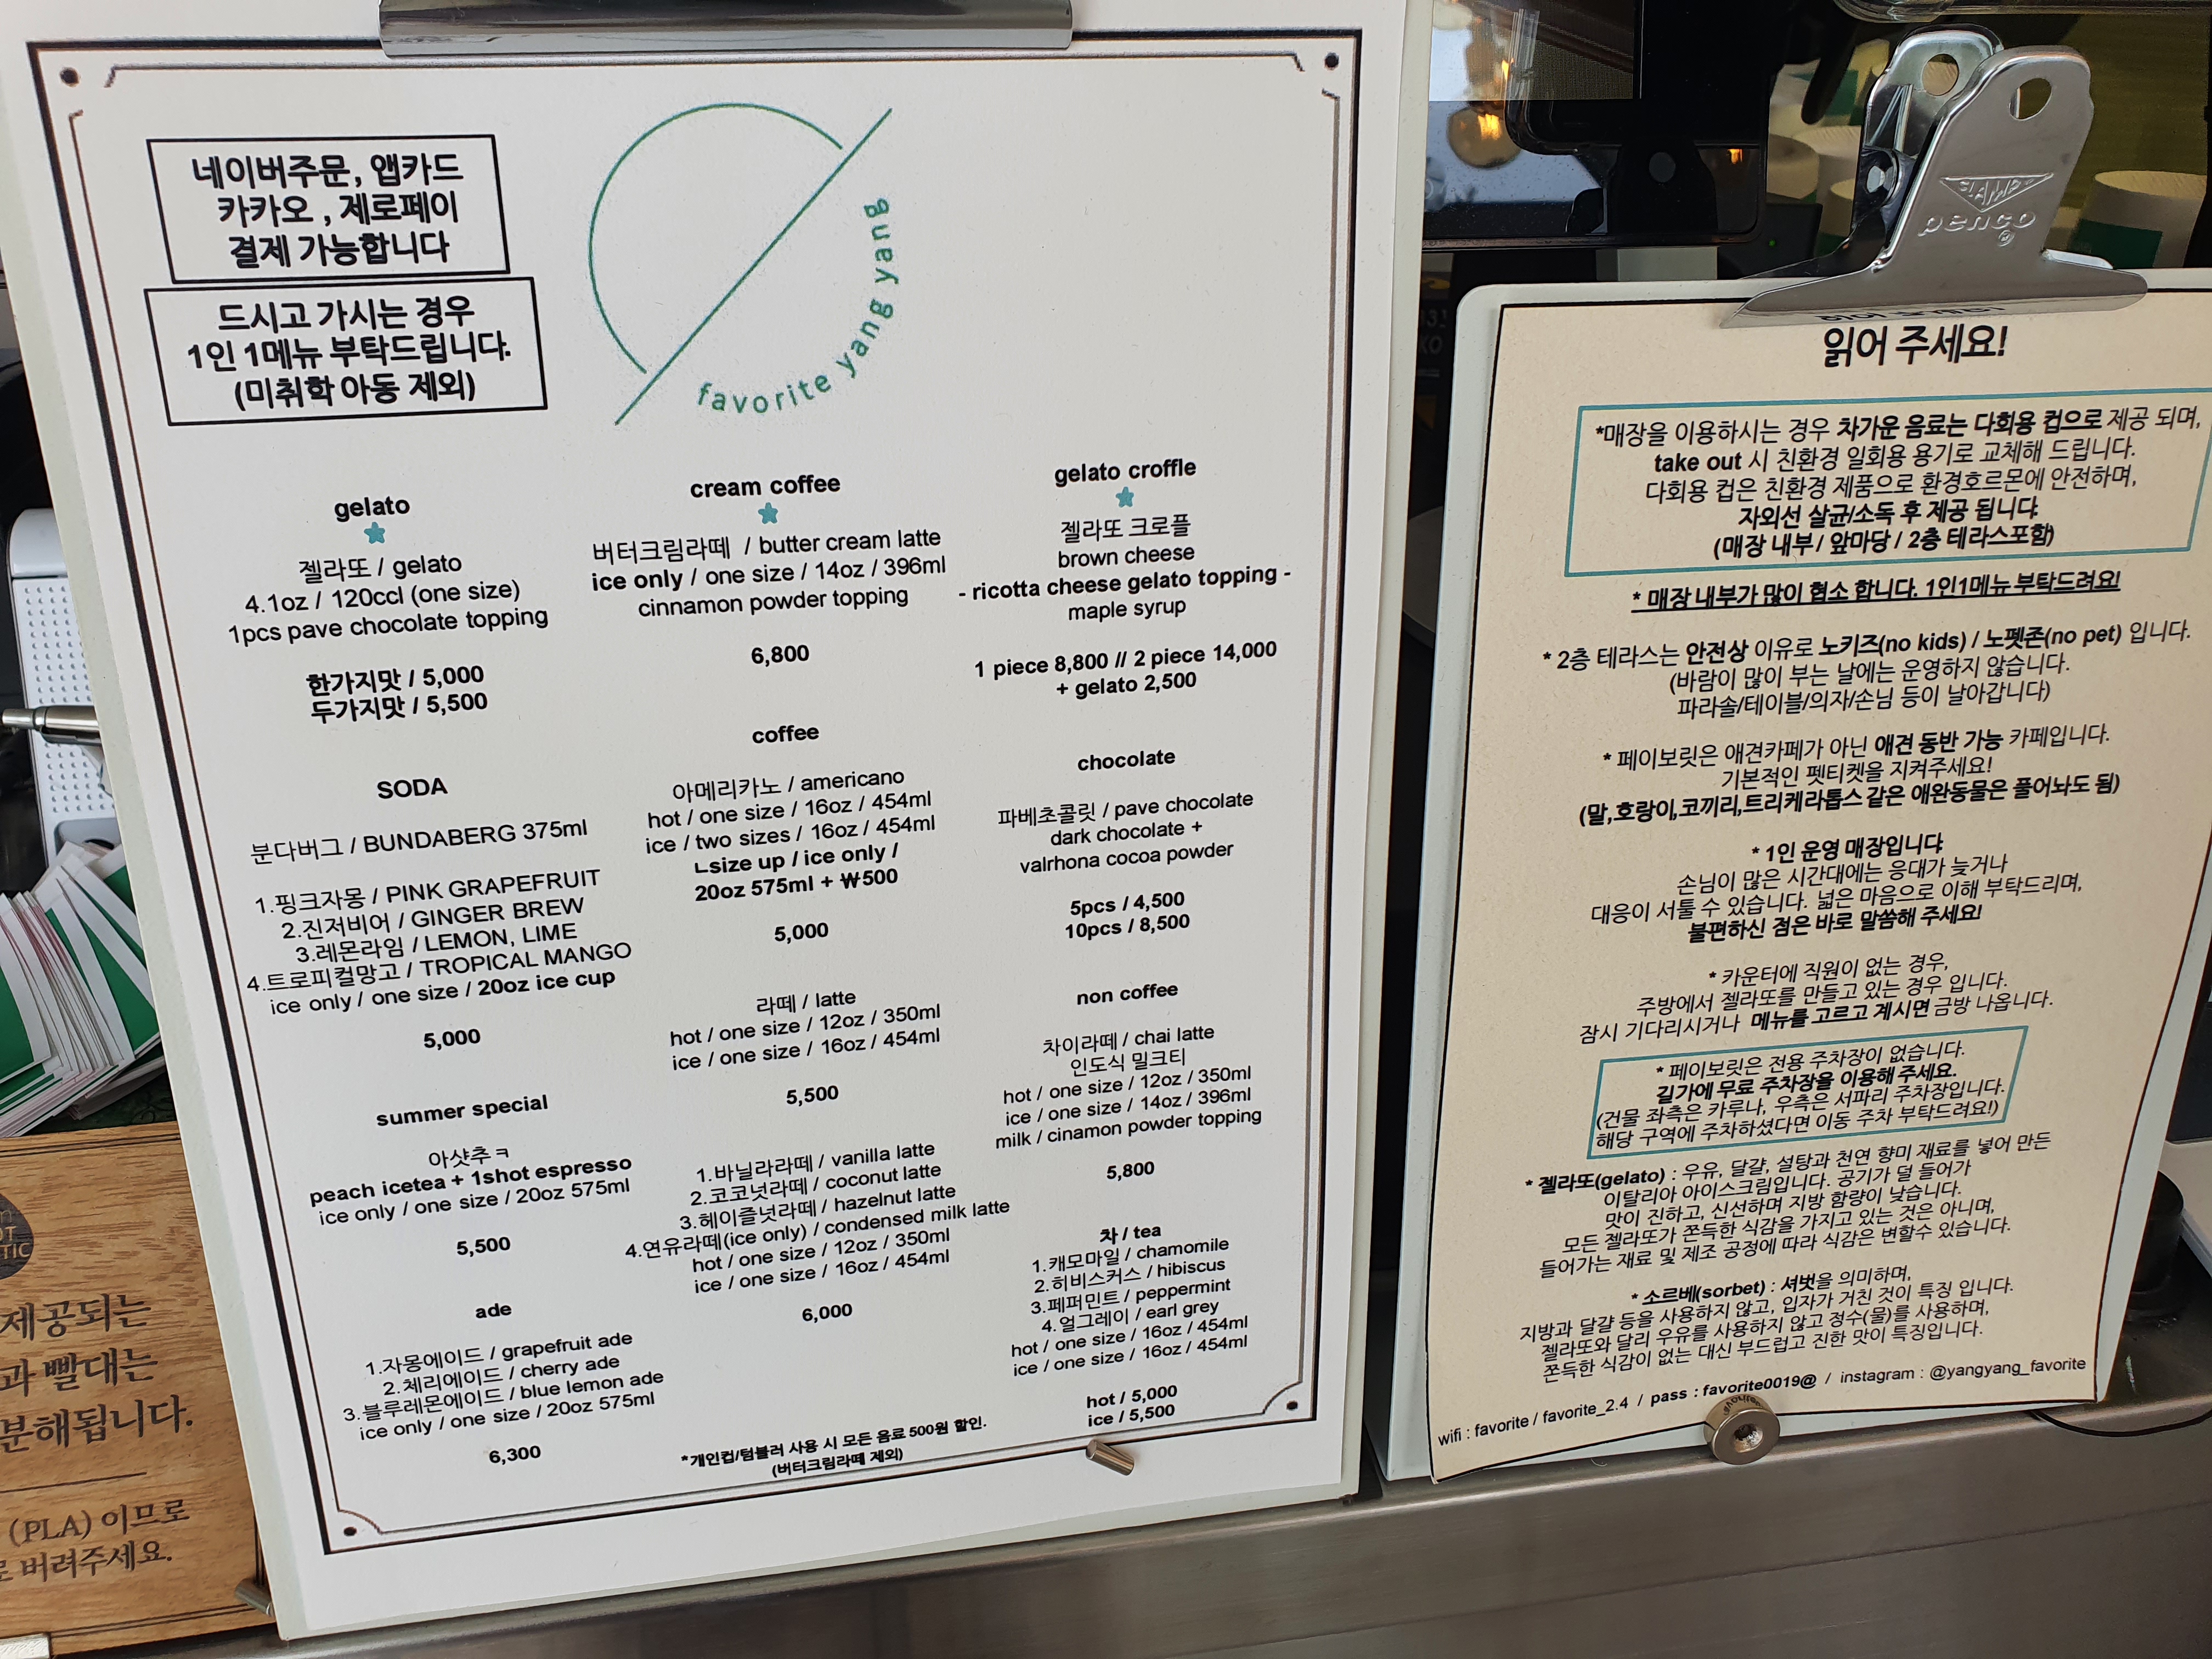 네이버주문, 앱카드
카카오 , 제로페이
결제 가능합니다
드시고 가시는 경우
1인 1메뉴 부탁드립니다.
(미취학 아동 제외)
favorite yang yang
gelato
젤라또 / gelato
4.1oz / 120ccl (one size)
1pcs pave chocolate topping
한가지맛 / 5,000
두가지맛 / 5,500
SODA
분다버그 / BUNDABERG 375ml
1.핑크자몽 / PINK GRAPEFRUIT
2.진저비어 / GINGER BREW
3.레몬라임 / LEMON, LIME
4.트로피컬망고 / TROPICAL MANGO
ice only / one size / 20oz ice cup
5,000
summer special
아샷추ㅋ
peach icetea + 1shot espresso
ice only / one size / 20oz 575ml
5,500
ade
1.자몽에이드 / grapefruit ade
2.체리에이드 / cherry ade
3.블루레몬에이드 / blue lemon ade
ice only / one size / 20oz 575ml
6,300
cream coffee
버터크림라떼 / butter cream latte
ice only / one size / 14oz / 396ml
cinnamon powder topping
6,800
coffee
아메리카노 / americano
hot / one size / 16oz / 454ml
ice / two sizes / 16oz / 454ml
ㄴsize up / ice only /
20oz 575ml + ₩500
5,000
라떼 / latte
hot / one size / 12oz / 350ml
ice / one size / 16oz / 454ml
5,500
1.바닐라라떼 / vanilla latte
2.코코넛라떼 / coconut latte
3.헤이즐넛라떼 / hazelnut latte
4.연유라떼(ice only) / condensed milk latte
hot / one size / 12oz / 350ml
ice / one size / 16oz / 454ml
6,000
*개인컵/텀블러 사용 시 모든 음료 500원 할인.
(버터크림라떼 제외)
gelato croffle
젤라또 크로플
brown cheese
- ricotta cheese gelato topping -
maple syrup
1 piece 8,800 // 2 piece 14,000
+ gelato 2,500
chocolate
파베초콜릿 / pave chocolate
dark chocolate +
valrhona cocoa powder
5pcs / 4,500
10pcs / 8,500
non coffee
차이라떼 / chai latte
인도식 밀크티
hot / one size / 12oz / 350ml
ice / one size / 14oz / 396ml
milk / cinamon powder topping
5,800
차 / tea
1.캐모마일 / chamomile
2.히비스커스 / hibiscus
3.페퍼민트 / peppermint
4.얼그레이 / earl grey
hot / one size / 16oz / 454ml
ice / one size / 16oz / 454ml
hot / 5,000
ice / 5,500
penco
읽어 주세요!
*매장을 이용하시는 경우 차가운 음료는 다회용 컵으로 제공 되며,
take out 시 친환경 일회용 용기로 교체해 드립니다.
다회용 컵은 친환경 제품으로 환경호르몬에 안전하며,
자외선 살균/소독 후 제공 됩니다.
(매장 내부 / 앞마당 / 2층 테라스포함)
* 매장 내부가 많이 협소 합니다. 1인1메뉴 부탁드려요!
* 2층 테라스는 안전상 이유로 노키즈(no kids) / 노펫존(no pet) 입니다.
(바람이 많이 부는 날에는 운영하지 않습니다.
파라솔/테이블/의자/손님 등이 날아갑니다)
* 페이보릿은 애견카페가 아닌 애견 동반 가능 카페입니다.
기본적인 펫티켓을 지켜주세요!
(말,호랑이,코끼리,트리케라톱스 같은 애완동물은 풀어놔도 됨)
* 1인 운영 매장입니다
손님이 많은 시간대에는 응대가 늦거나
대응이 서툴 수 있습니다. 넓은 마음으로 이해 부탁드리며,
불편하신 점은 바로 말씀해 주세요!
* 카운터에 직원이 없는 경우,
주방에서 젤라또를 만들고 있는 경우 입니다.
잠시 기다리시거나 메뉴를 고르고 계시면 금방 나옵니다.
* 페이보릿은 전용 주차장이 없습니다.
길가에 무료 주차장을 이용해 주세요.
(건물 좌측은 카루나, 우측은 서파리 주차장입니다.
해당 구역에 주차하셨다면 이동 주차 부탁드려요!)
* 젤라또(gelato) : 우유, 달걀, 설탕과 천연 향미 재료를 넣어 만든
이탈리아 아이스크림입니다. 공기가 덜 들어가
맛이 진하고, 신선하며 지방 함량이 낮습니다.
모든 젤라또가 쫀득한 식감을 가지고 있는 것은 아니며,
들어가는 재료 및 제조 공정에 따라 식감은 변할수 있습니다.
* 소르베(sorbet) : 셔벗을 의미하며,
지방과 달걀 등을 사용하지 않고, 입자가 거친 것이 특징 입니다.
젤라또와 달리 우유를 사용하지 않고 정수(물)를 사용하며,
쫀득한 식감이 없는 대신 부드럽고 진한 맛이 특징입니다.
wifi : favorite / favorite_2.4 / pass : favorite0019@ / instagram : @yangyang_favorite
제공되는
과 빨대는
분해됩니다.
(PLA) 이므로
로 버려주세요.